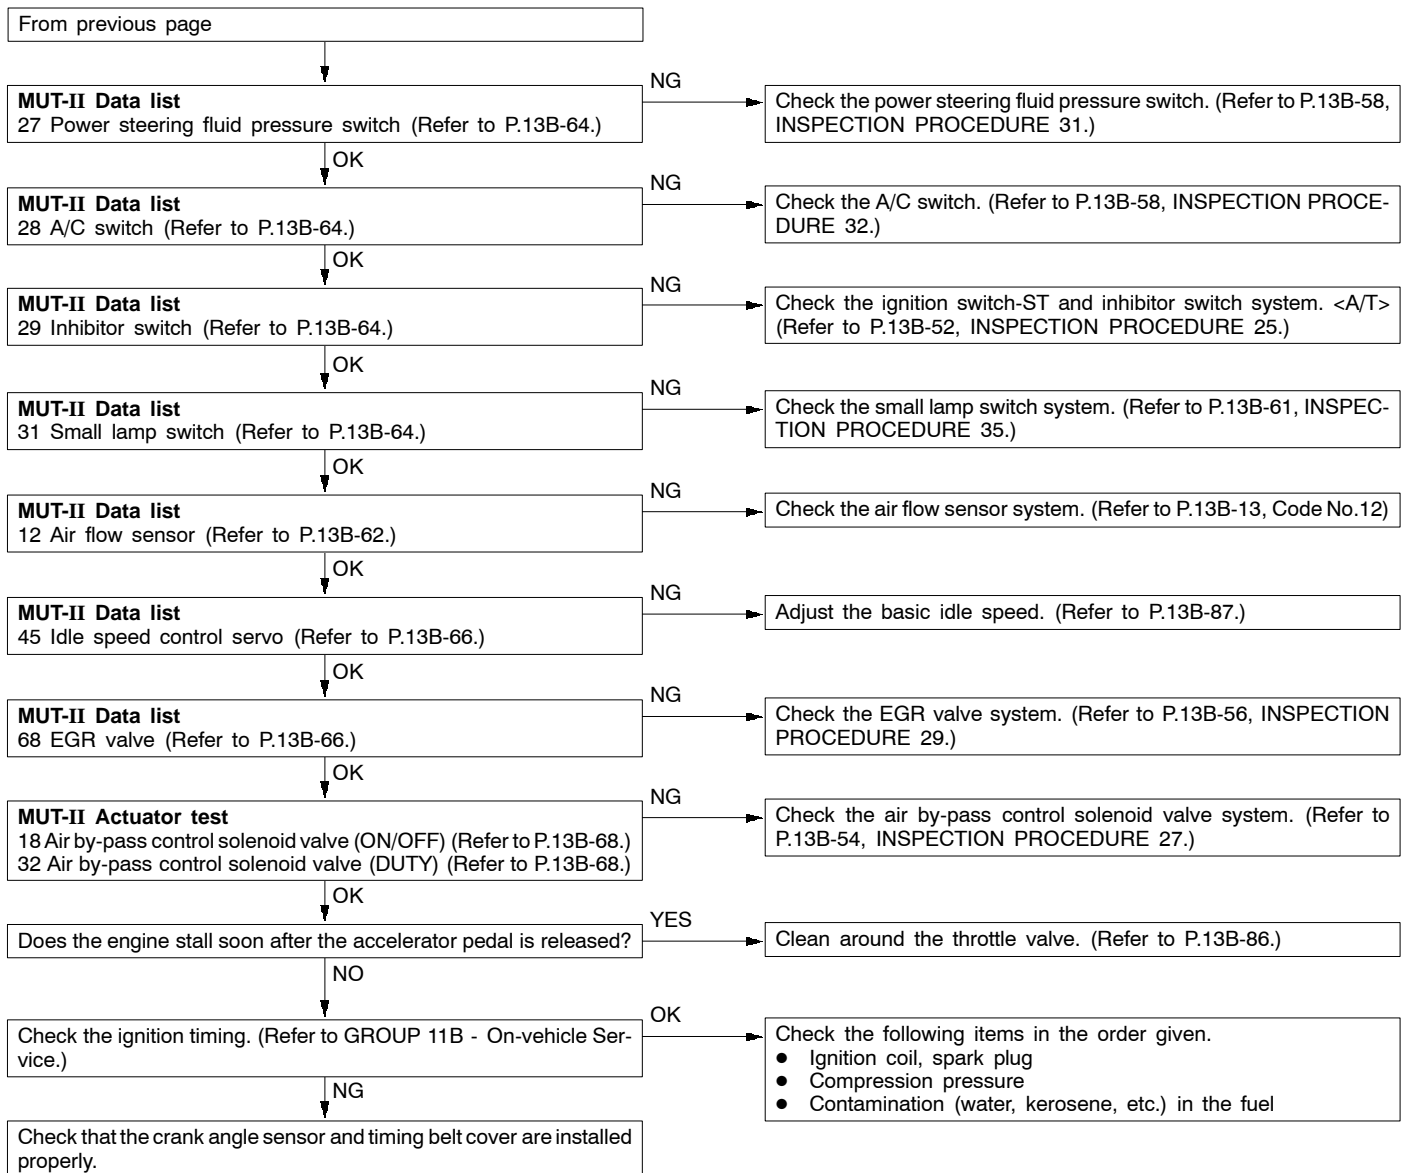 From previous page
NG
MUT-II Data list
27 Power steering fluid pressure switch (Refer to P.13B-64.)
Check the power steering fluid pressure switch. (Refer to P.13B-58,
INSPECTION PROCEDURE 31.)
OK
NG
MUT-II Data list
28 A/C switch (Refer to P.13B-64.)
Check the A/C switch. (Refer to P.13B-58, INSPECTION PROCE-
DURE 32.)
OK
NG
MUT-II Data list
29 Inhibitor switch (Refer to P.13B-64.)
Check the ignition switch-ST and inhibitor switch system. <A/T>
(Refer to P.13B-52, INSPECTION PROCEDURE 25.)
OK
NG
MUT-II Data list
31 Small lamp switch (Refer to P.13B-64.)
Check the small lamp switch system. (Refer to P.13B-61, INSPEC-
TION PROCEDURE 35.)
OK
NG
MUT-II Data list
12 Air flow sensor (Refer to P.13B-62.)
Check the air flow sensor system. (Refer to P.13B-13, Code No.12)
OK
NG
MUT-II Data list
45 Idle speed control servo (Refer to P.13B-66.)
Adjust the basic idle speed. (Refer to P.13B-87.)
OK
NG
MUT-II Data list
68 EGR valve (Refer to P.13B-66.)
Check the EGR valve system. (Refer to P.13B-56, INSPECTION
PROCEDURE 29.)
OK
NG
MUT-II Actuator test
18 Air by-pass control solenoid valve (ON/OFF) (Refer to P.13B-68.)
32 Air by-pass control solenoid valve (DUTY) (Refer to P.13B-68.)
Check the air by-pass control solenoid valve system. (Refer to
P.13B-54, INSPECTION PROCEDURE 27.)
OK
YES
Does the engine stall soon after the accelerator pedal is released?
Clean around the throttle valve. (Refer to P.13B-86.)
NO
OK
Check the ignition timing. (Refer to GROUP 11B - On-vehicle Ser-
vice.)
Check the following items in the order given.
● Ignition coil, spark plug
● Compression pressure
● Contamination (water, kerosene, etc.) in the fuel
NG
Check that the crank angle sensor and timing belt cover are installed
properly.